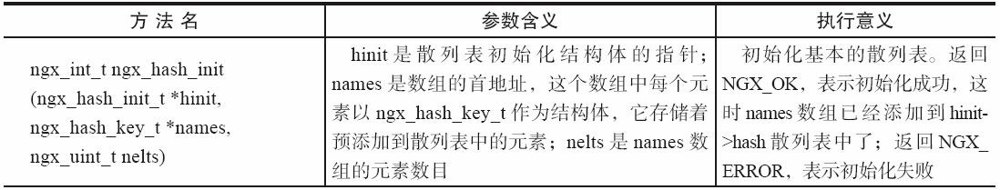 方 法 名
参数含义
执行意义
ngx_int_t ngx_hash_init
(ngx_hash_init_t *hinit,
ngx_hash_key_t *names,
ngx_uint_t nelts)
hinit 是散列表初始化结构体的指针；
names 是数组的首地址，这个数组中每个元
素以 ngx_hash_key_t 作为结构体，它存储着
预添加到散列表中的元素；nelts 是 names 数
组的元素数目
初始化基本的散列表。返回
NGX_OK，表示初始化成功，这
时 names 数组已经添加到 hinit-
>hash 散列表中了；返回 NGX_
ERROR，表示初始化失败